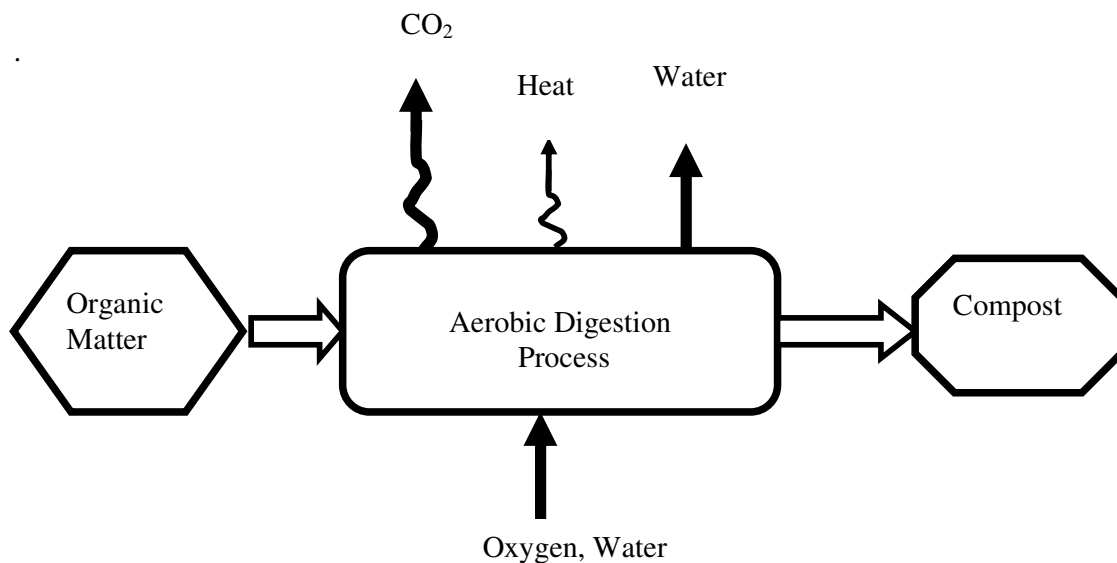 CO₂
.
Heat
Water
Organic
Matter
Aerobic Digestion
Process
Compost
Oxygen, Water